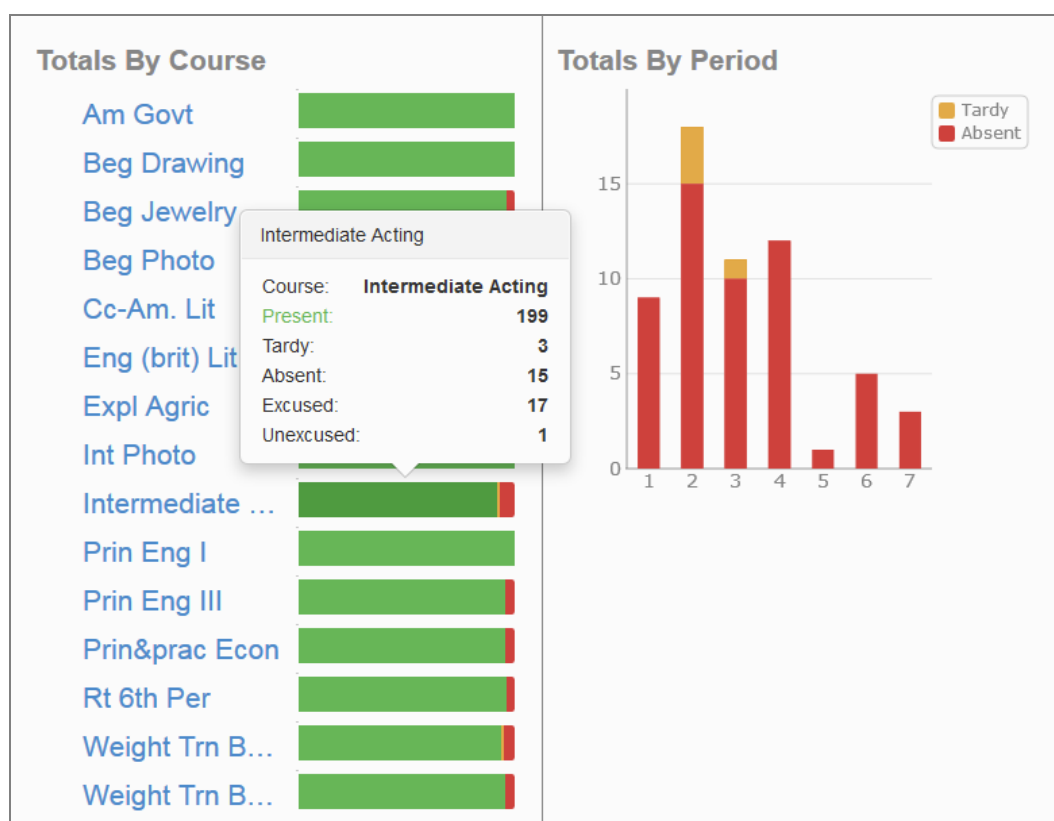 Totals By Course
Am Govt
Beg Drawing
Beg Jewelry
Beg Photo
Cc-Am. Lit
Eng (brit) Lit
Expl Agric
Int Photo
Intermediate ...
Prin Eng I
Prin Eng III
Prin&prac Econ
Rt 6th Per
Weight Trn B...
Weight Trn B...
Intermediate Acting
Course: Intermediate Acting
Present: 199
Tardy: 3
Absent: 15
Excused: 17
Unexcused: 1
Totals By Period
Tardy
Absent
15
10
5
0
1 2 3 4 5 6 7